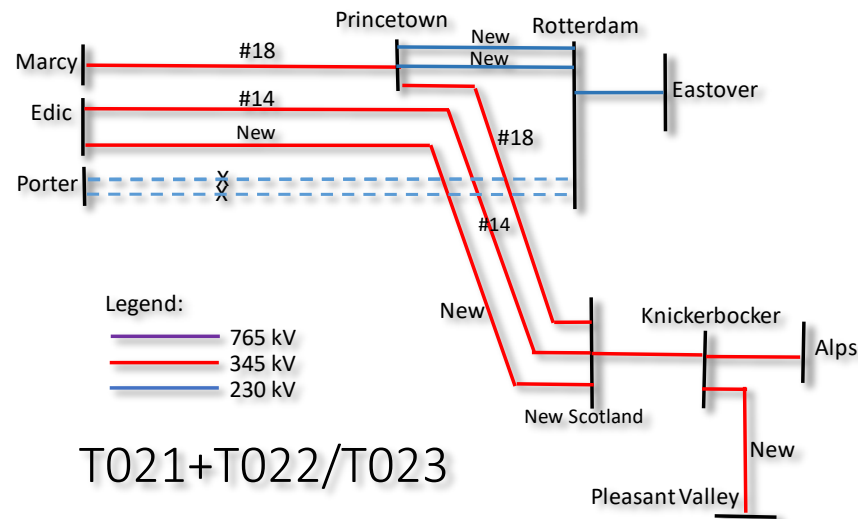 Princetown
Rotterdam
New
New
Marcy
#18
Eastover
Edic
#14
New
#18
Porter
X
X
#14
Legend:
New
Knickerbocker
765 kV
345 kV
230 kV
Alps
New Scotland
New
T021+T022/T023
Pleasant Valley